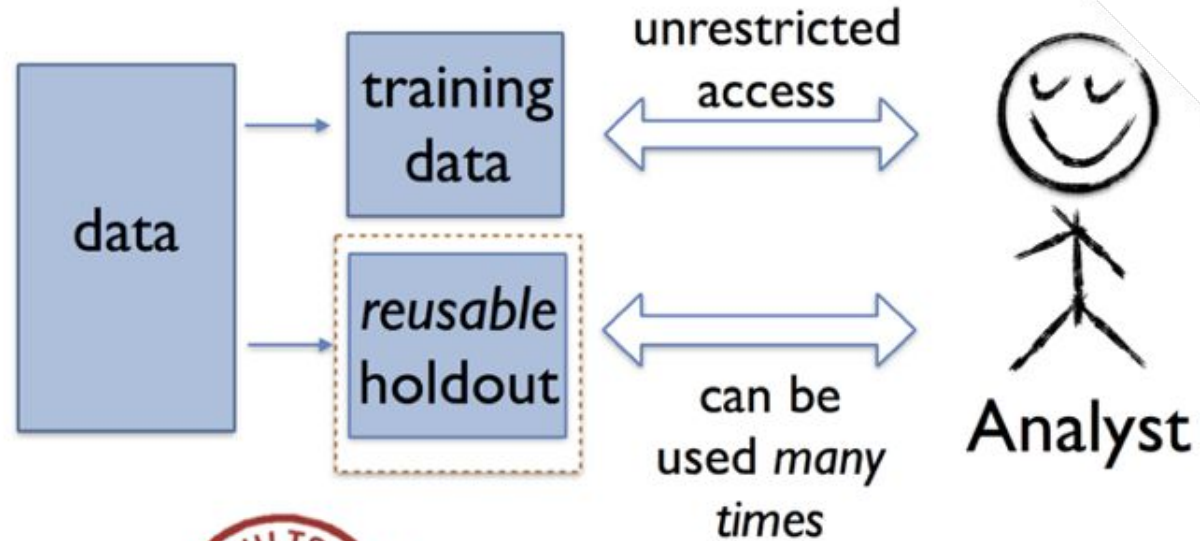 data
training
data
reusable
holdout
unrestricted
access
can be
used many
times
Analyst